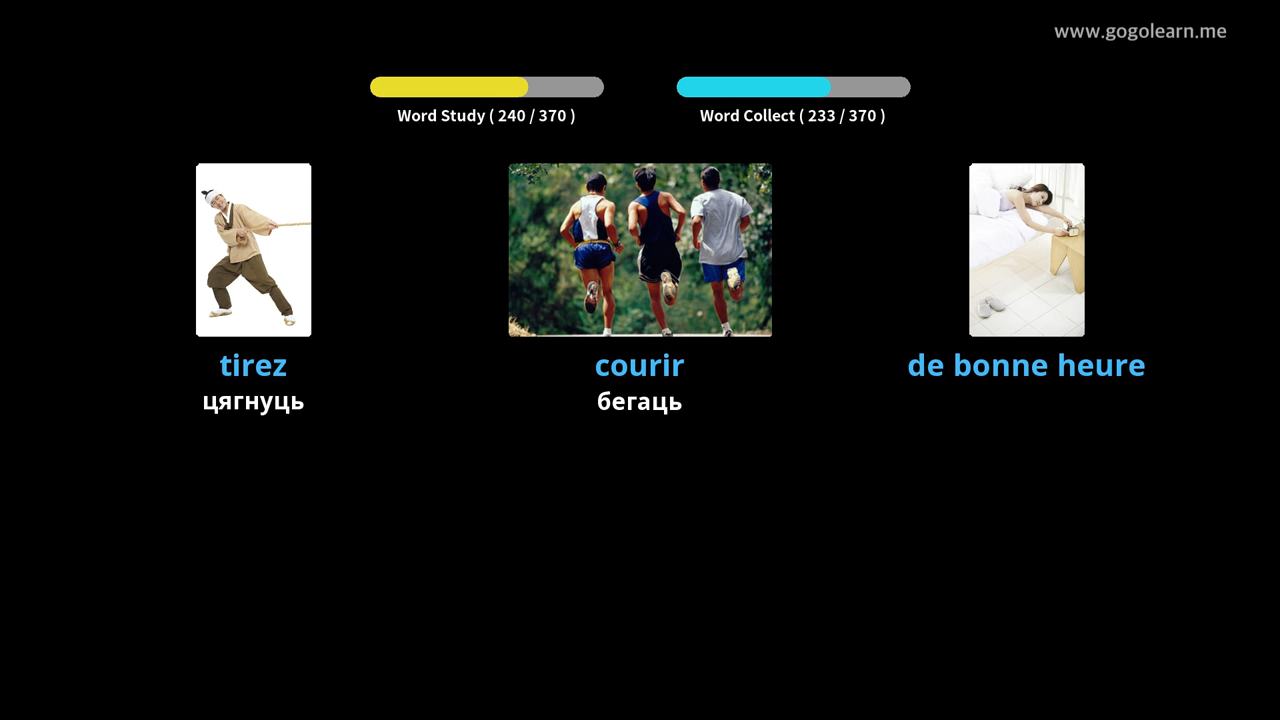 www.gogolearn.me
Word Study ( 240 / 370 )
Word Collect ( 233 / 370 )
tirez
цягнуць
courir
бегаць
de bonne heure